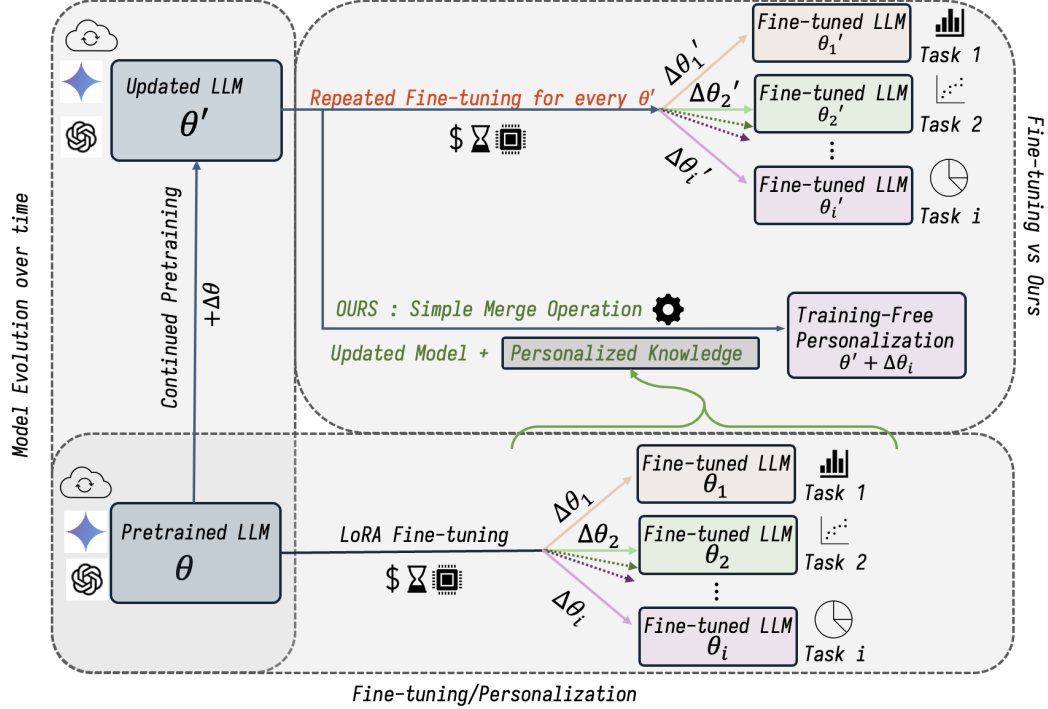 Updated LLM
θ′
Repeated Fine-tuning for every θ′
$
Δθ₁′
Δθ₂′
Δθᵢ′
Fine-tuned LLM
θ₁′
Task 1
Fine-tuned LLM
θ₂′
Task 2
⋮
Fine-tuned LLM
θᵢ′
Task i
Fine-tuning vs Ours
Model Evolution over time
Continued Pretraining
+Δθ
OURS : Simple Merge Operation
Updated Model + Personalized Knowledge
Training-Free
Personalization
θ′ + Δθᵢ
Pretrained LLM
θ
LoRA Fine-tuning
$
Δθ₁
Δθ₂
Δθᵢ
Fine-tuned LLM
θ₁
Task 1
Fine-tuned LLM
θ₂
Task 2
⋮
Fine-tuned LLM
θᵢ
Task i
Fine-tuning/Personalization